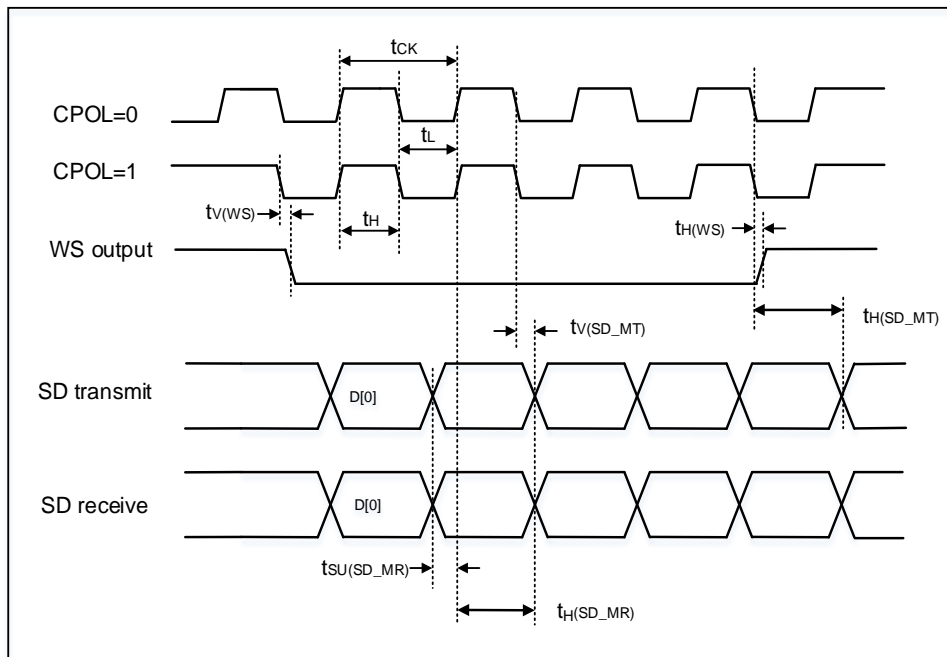 tCK
CPOL=0
tL
CPOL=1
tV(WS)
tH
tH(WS)
WS output
tV(SD_MT)
tH(SD_MT)
SD transmit
D[0]
SD receive
D[0]
tSU(SD_MR)
tH(SD_MR)